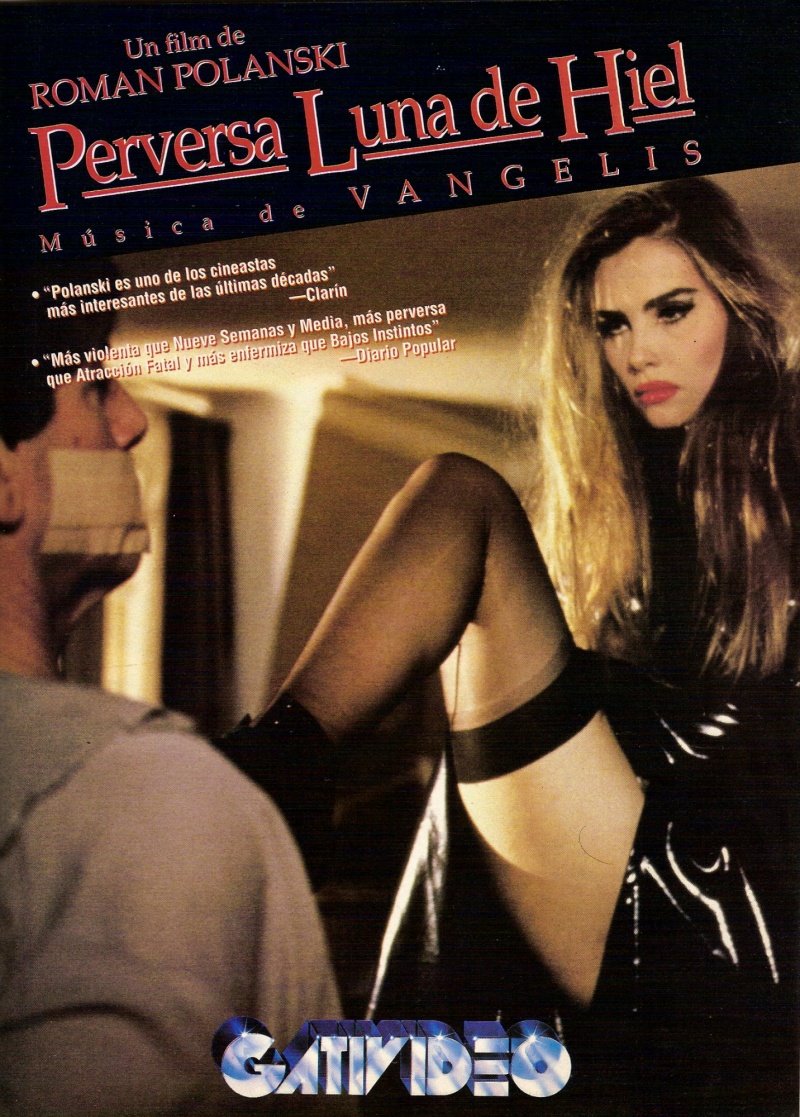 Un film de
ROMAN POLANSKI
Perversa Luna de Hiel
Música de VANGELIS
• "Polanski es uno de los cineastas
más interesantes de las últimas décadas"
—Clarín
• "Más violenta que Nueve Semanas y Media, más perversa
que Atracción Fatal y más enfermiza que Bajos Instintos"
—Diario Popular
GATIVIDEO